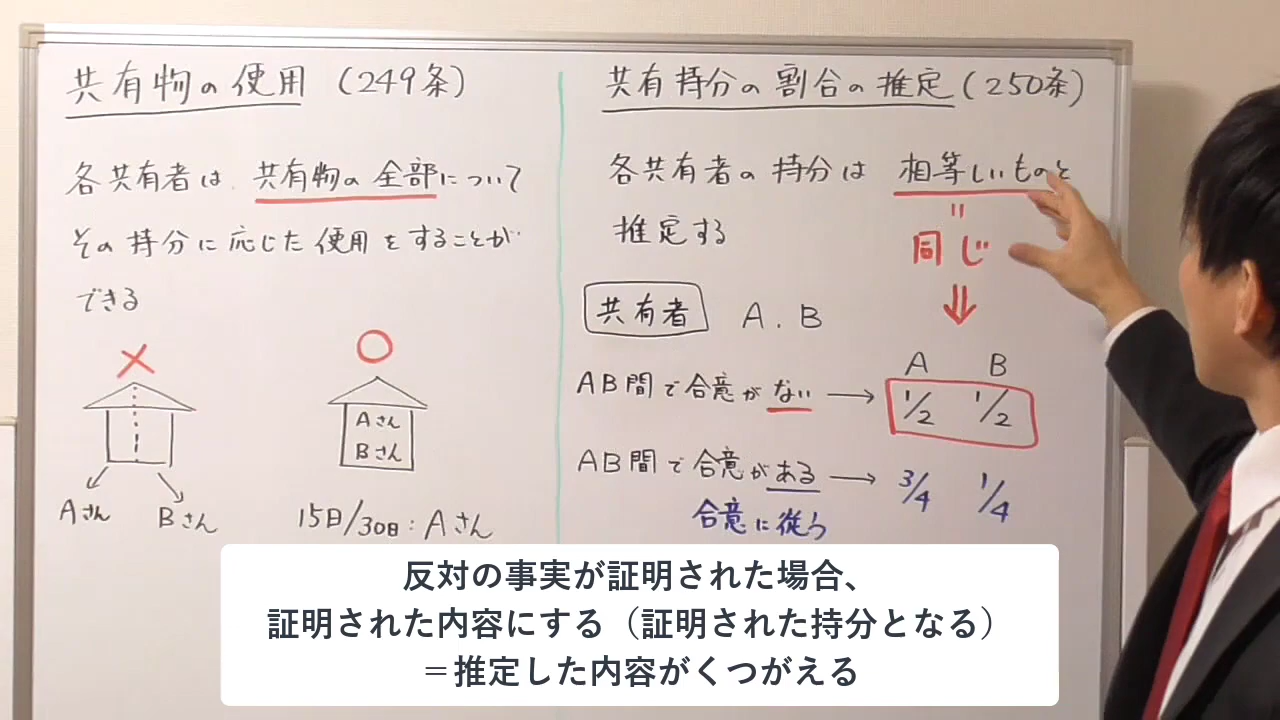 共有物の使用 (249条)
各共有者は、共有物の全部について
その持分に応じた使用をすることが
できる
×
○
Aさん
Bさん
Aさん
Bさん
15日/30日:Aさん
共有持分の割合の推定(250条)
各共有者の持分は 相等しいものと
推定する
=
同じ
⇓
共有者 A.B
A B
AB間で合意がない → 1/2 1/2
AB間で合意がある → 3/4 1/4
合意に従う
反対の事実が証明された場合、
証明された内容にする(証明された持分となる)
=推定した内容がくつがえる